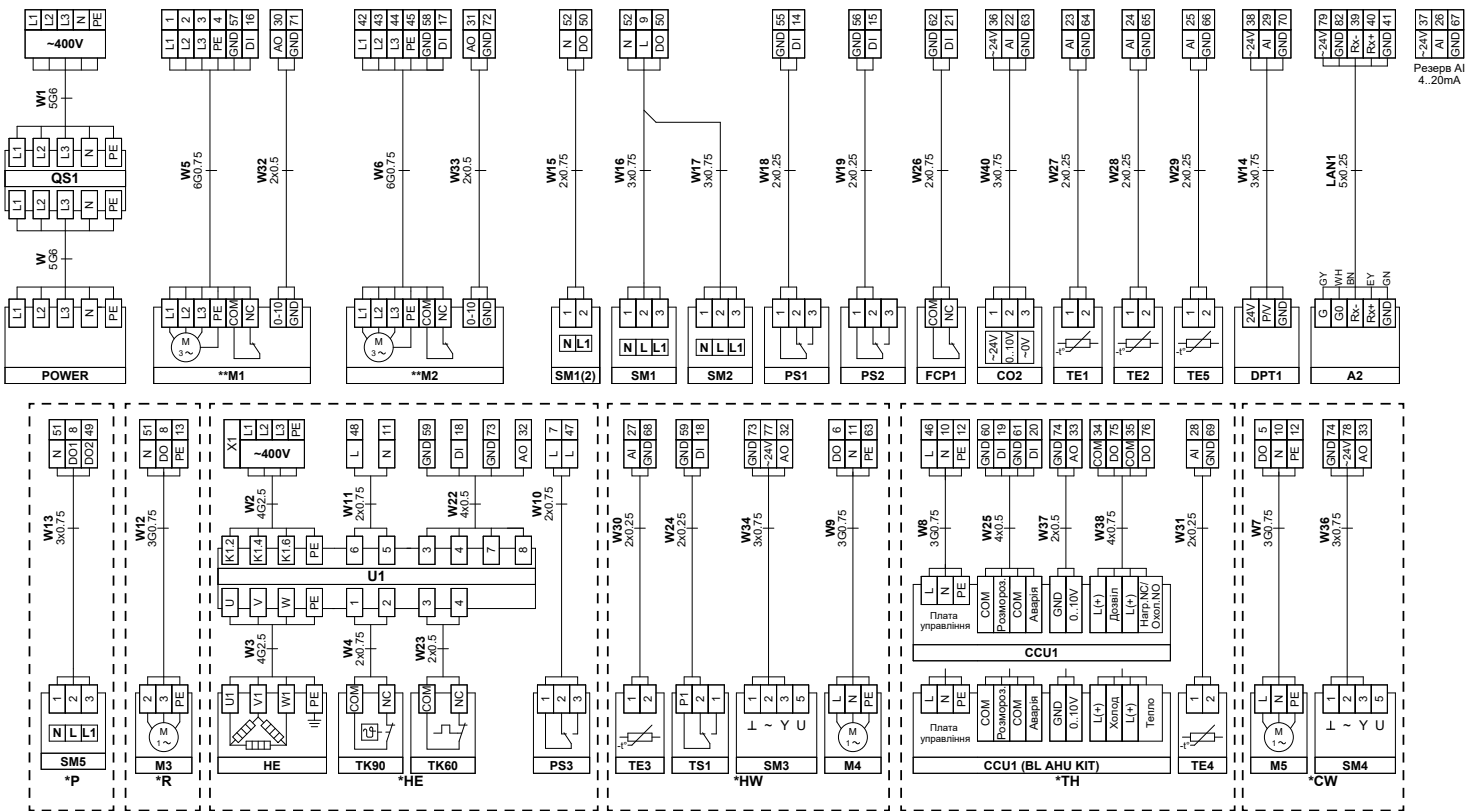 L1 L2 L3 N PE
~400V
W1
5G6
L1 L2 L3 N PE
QS1
L1 L2 L3 N PE
W
5G6
L1 L2 L3 N PE
POWER
1 2 3 4 57 16
L1 L2 L3 PE GND DI
W5
6G0.75
L1 L2 L3 PE COM NC
M
3~
30 71
AO GND
W32
2x0.5
0-10 GND
**M1
42 43 44 45 58 17
L1 L2 L3 PE GND DI
W6
6G0.75
L1 L2 L3 PE COM NC
M
3~
31 72
AO GND
W33
2x0.5
0-10 GND
**M2
52 50
N DO
W15
2x0.75
1 2
N L1
SM1(2)
52 9 50
N L DO
W16
3x0.75
1 2 3
N L L1
SM1
W17
3x0.75
1 2 3
N L L1
SM2
55 14
GND DI
W18
2x0.25
1 2 3
PS1
56 15
GND DI
W19
2x0.25
1 2 3
PS2
62 21
GND DI
W26
2x0.75
COM NC
FCP1
36 22 63
~24V AI GND
W40
3x0.75
1 2 3
~24V 0..10V ~0V
CO2
23 64
AI GND
W27
2x0.25
1 2
-t°
TE1
24 65
AI GND
W28
2x0.25
1 2
-t°
TE2
25 66
AI GND
W29
2x0.25
1 2
-t°
TE5
38 29 70
~24V AI GND
W14
3x0.75
24V P/V GND
DPT1
79 82 39 40 41
~24V GND Rx- Rx+ GND
LAN1
5x0.25
GY WH BN EY GN
G G0 Rx- Rx+ GND
A2
37 26 67
~24V AI GND
Резерв AI
4..20mA
51 8 49
N DO1 DO2
W13
3x0.75
1 2 3
N L L1
SM5
*P
51 8 13
N DO PE
W12
3G0.75
2 3 PE
M
1~
M3
*R
X1
L1 L2 L3 PE
~400V
W2
4G2.5
48 11
L N
W11
2x0.75
59 18 73 32
GND DI GND AO
W22
4x0.5
K1.2 K1.4 K1.6 PE 6 5 3 4 7 8
U1
U V W PE 1 2 3 4
W3
4G2.5
W4
2x0.75
W23
2x0.5
U1 V1 W1 PE
HE
COM NC
TK90
COM NC
TK60
7 47
L L
W10
2x0.75
1 2 3
PS3
*HE
27 68
AI GND
W30
2x0.25
1 2
-t°
TE3
59 18
GND DI
W24
2x0.25
P1 2 1
TS1
73 77 32
GND ~24V AO
W34
3x0.75
1 2 3 5
⊥ ~ Y U
SM3
6 11 63
DO N PE
W9
3G0.75
L N PE
M
1~
M4
*HW
46 10 12
L N PE
W8
3G0.75
60 19 61 20
GND DI GND DI
W25
4x0.5
74 33
GND AO
W37
2x0.5
34 75 35 76
COM DO COM DO
W38
4x0.75
L N PE
Плата
управління
COM Розмороз. COM Аварія
GND 0..10V
L(+) Дозвіл L(+) Нагр.NC/
Охол.NO
CCU1
L N PE
Плата
управління
COM Розмороз. COM Аварія
GND 0..10V
L(+) Холод L(+) Тепло
CCU1 (BL AHU KIT)
28 69
AI GND
W31
2x0.25
1 2
-t°
TE4
*TH
5 10 12
DO N PE
W7
3G0.75
L N PE
M
1~
M5
74 78 33
GND ~24V AO
W36
3x0.75
1 2 3 5
⊥ ~ Y U
SM4
*CW